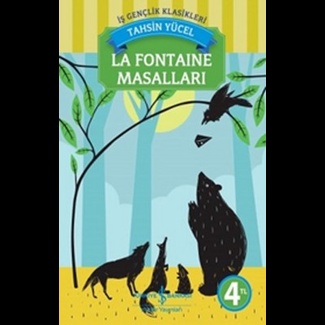 İŞ GENÇLİK KLASİKLERİ
TAHSİN YÜCEL
LA FONTAINE
MASALLARI
4 TL